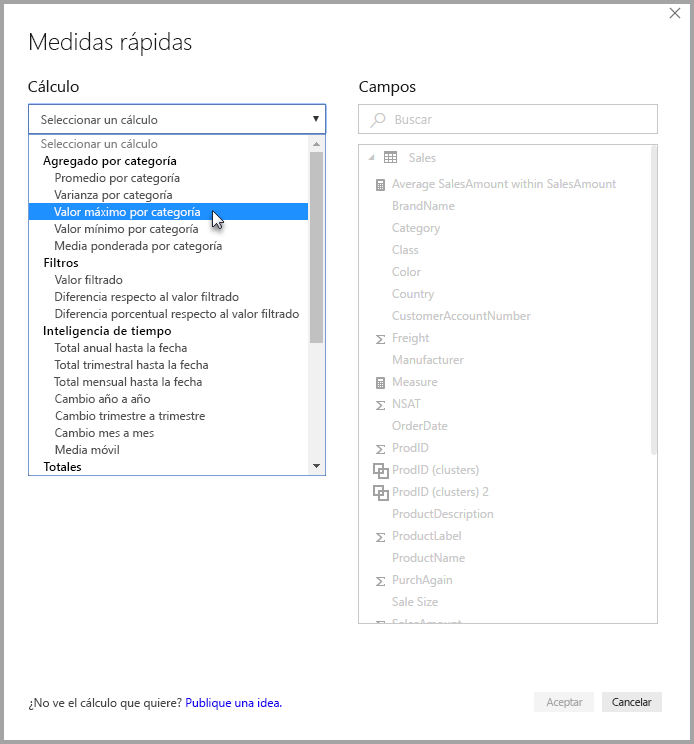 Medidas rápidas
Cálculo
Seleccionar un cálculo
Seleccionar un cálculo
Agregado por categoría
Promedio por categoría
Varianza por categoría
Valor máximo por categoría
Valor mínimo por categoría
Media ponderada por categoría
Filtros
Valor filtrado
Diferencia respecto al valor filtrado
Diferencia porcentual respecto al valor filtrado
Inteligencia de tiempo
Total anual hasta la fecha
Total trimestral hasta la fecha
Total mensual hasta la fecha
Cambio año a año
Cambio trimestre a trimestre
Cambio mes a mes
Media móvil
Totales
Campos
Buscar
Sales
Average SalesAmount within SalesAmount
BrandName
Category
Class
Color
Country
CustomerAccountNumber
Freight
Manufacturer
Measure
NSAT
OrderDate
ProdID
ProdID (clusters)
ProdID (clusters) 2
ProductDescription
ProductLabel
ProductName
PurchAgain
Sale Size
SalesAmount
¿No ve el cálculo que quiere? Publique una idea.
Aceptar
Cancelar